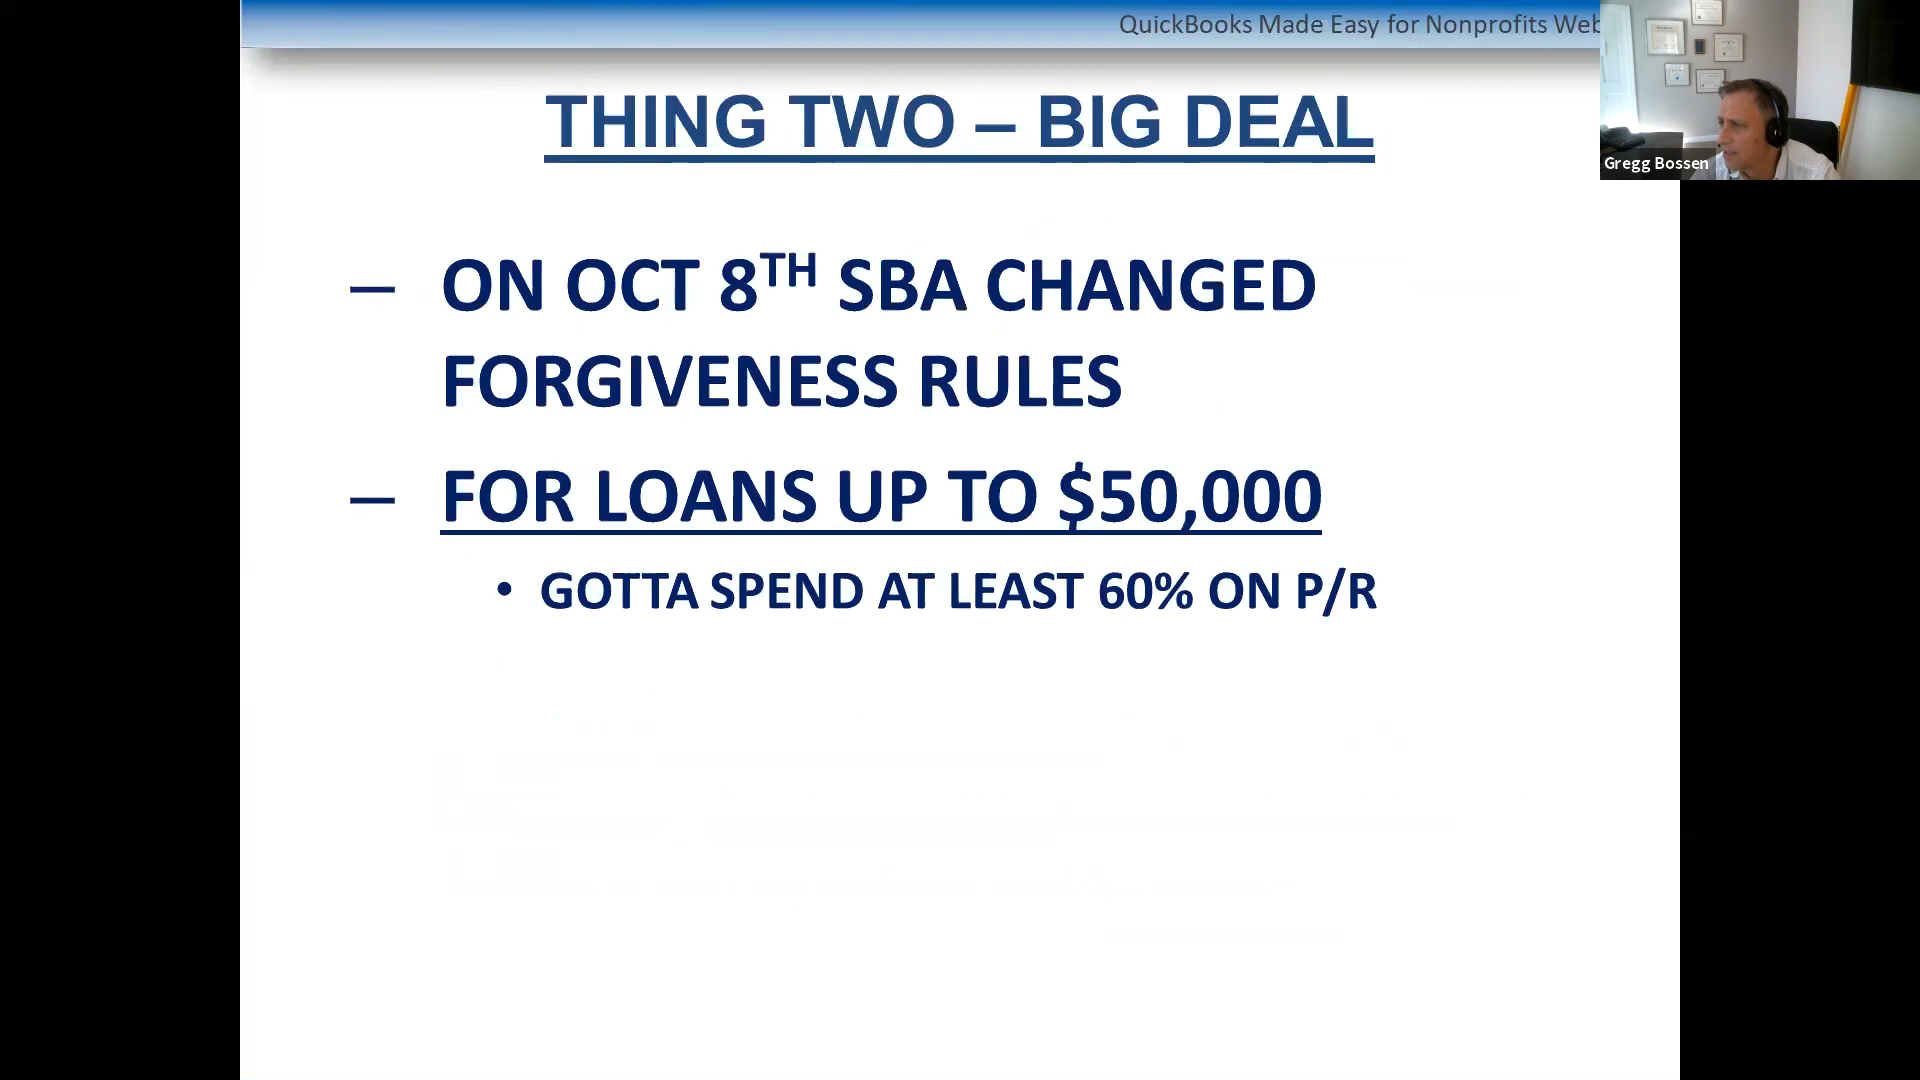 QuickBooks Made Easy for Nonprofits Web
THING TWO – BIG DEAL
Gregg Bossen
– ON OCT 8TH SBA CHANGED
FORGIVENESS RULES
– FOR LOANS UP TO $50,000
• GOTTA SPEND AT LEAST 60% ON P/R